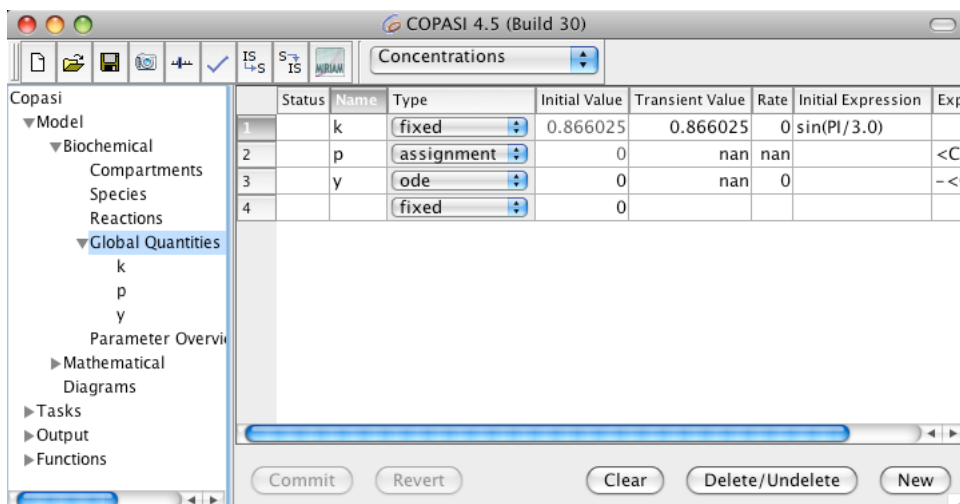 COPASI 4.5 (Build 30)
IS S S IS MIRIAM Concentrations
Copasi
Model
Biochemical
Compartments
Species
Reactions
Global Quantities
k
p
y
Parameter Overvi
Mathematical
Diagrams
Tasks
Output
Functions
Status Name Type Initial Value Transient Value Rate Initial Expression Exp
1 k fixed 0.866025 0.866025 0 sin(PI/3.0)
2 p assignment 0 nan nan <C
3 y ode 0 nan 0 -<
4 fixed 0
Commit Revert Clear Delete/Undelete New